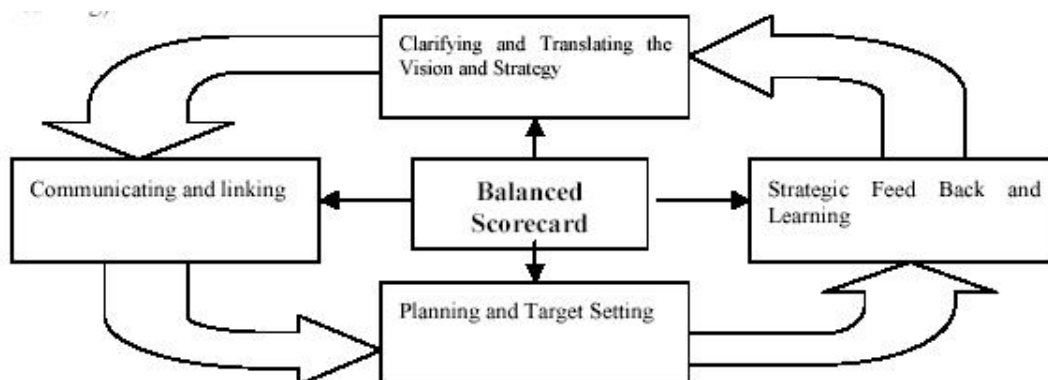 Clarifying and Translating the
Vision and Strategy
Communicating and linking
Balanced
Scorecard
Strategic Feed Back and
Learning
Planning and Target Setting